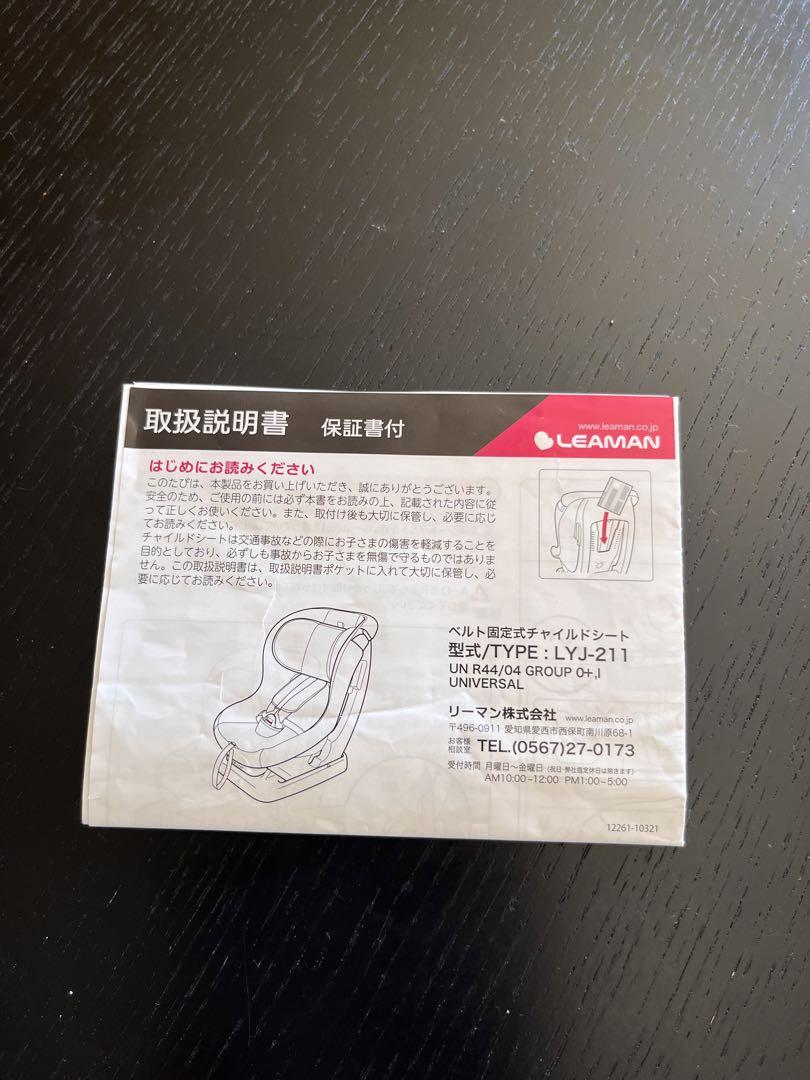 取扱説明書 保証書付
www.leaman.co.jp
LEAMAN
はじめにお読みください
このたびは、本製品をお買い上げいただき、誠にありがとうございます。
安全のため、ご使用の前には必ず本書をお読みの上、記載された内容に従
って正しくお使いください。また、取付け後も大切に保管し、必要に応じ
てお読みください。
チャイルドシートは交通事故などの際にお子さまの傷害を軽減することを
目的としており、必ずしも事故からお子さまを無傷で守るものではありま
せん。この取扱説明書は、取扱説明書ポケットに入れて大切に保管し、必
要に応じてお読みください。
ベルト固定式チャイルドシート
型式/TYPE : LYJ-211
UN R44/04 GROUP 0+,I
UNIVERSAL
リーマン株式会社 www.leaman.co.jp
〒496-0911 愛知県愛西市西保町南川原68-1
お客様相談室 TEL.(0567)27-0173
受付時間 月曜日〜金曜日(祝日・弊社指定休日は除きます)
AM10:00~12:00 PM1:00~5:00
12261-10321